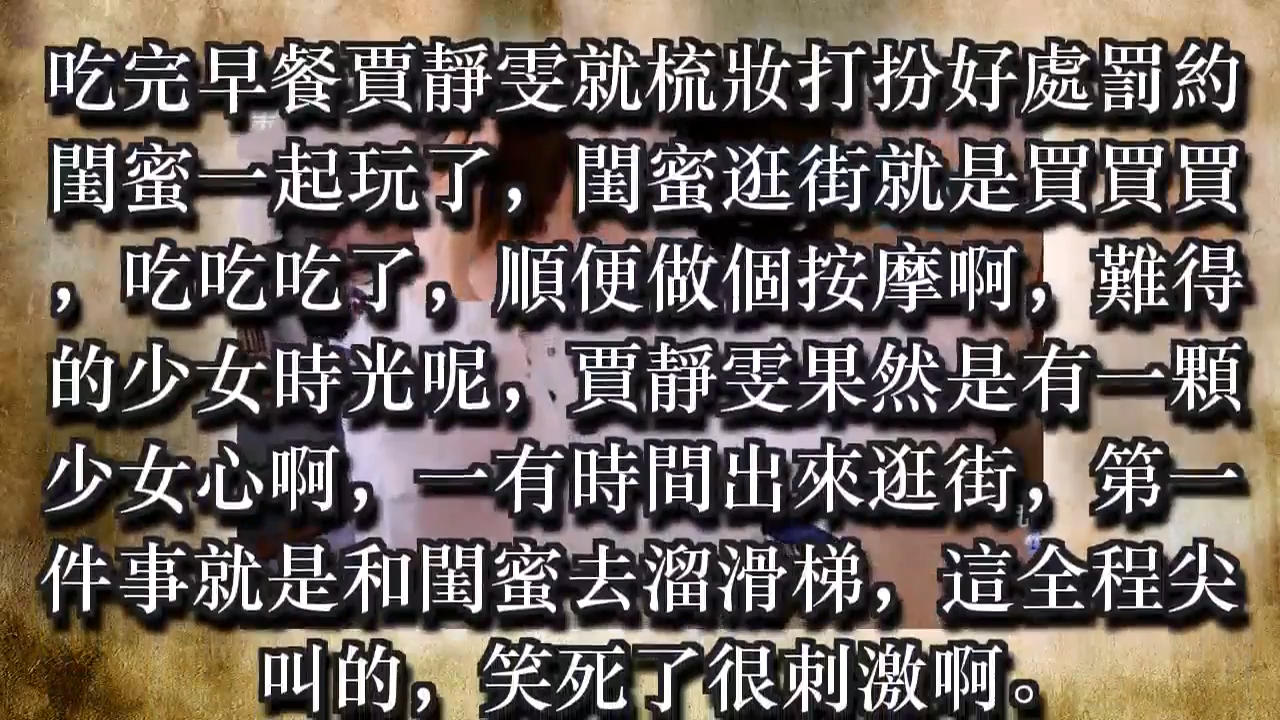 吃完早餐賈靜雯就梳妝打扮好處罰約
閨蜜一起玩了，閨蜜逛街就是買買買
，吃吃吃了，順便做個按摩啊，難得
的少女時光呢，賈靜雯果然是有一顆
少女心啊，一有時間出來逛街，第一
件事就是和閨蜜去溜滑梯，這全程尖
叫的，笑死了很刺激啊。